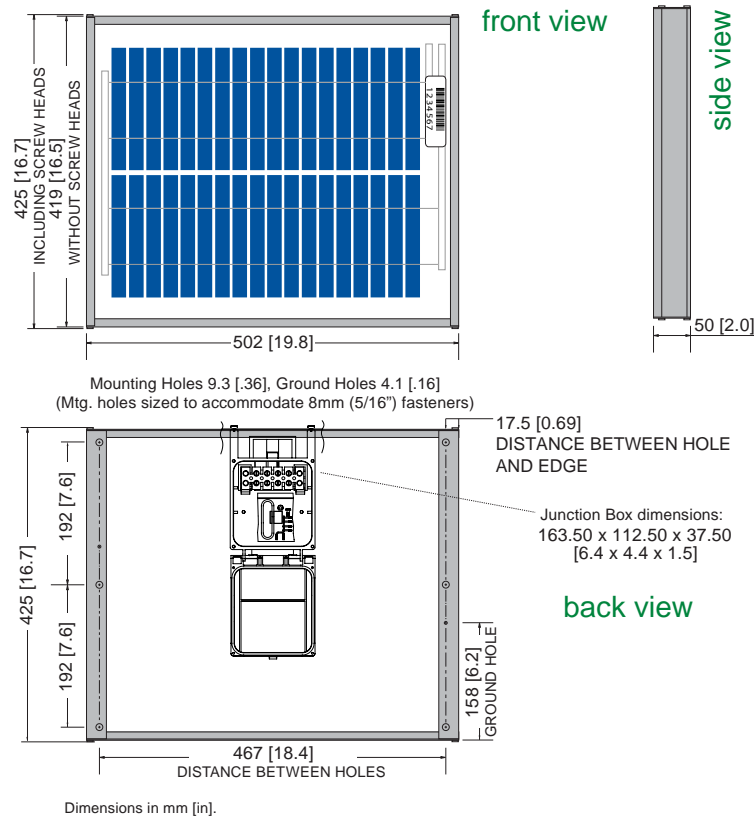 front view
side view
1234567
425 [16.7]
INCLUDING SCREW HEADS
419 [16.5]
WITHOUT SCREW HEADS
502 [19.8]
50 [2.0]
Mounting Holes 9.3 [.36], Ground Holes 4.1 [.16]
(Mtg. holes sized to accommodate 8mm (5/16”) fasteners)
17.5 [0.69]
DISTANCE BETWEEN HOLE
AND EDGE
Junction Box dimensions:
163.50 x 112.50 x 37.50
[6.4 x 4.4 x 1.5]
back view
425 [16.7]
192 [7.6]
192 [7.6]
158 [6.2]
GROUND HOLE
467 [18.4]
DISTANCE BETWEEN HOLES
Dimensions in mm [in].